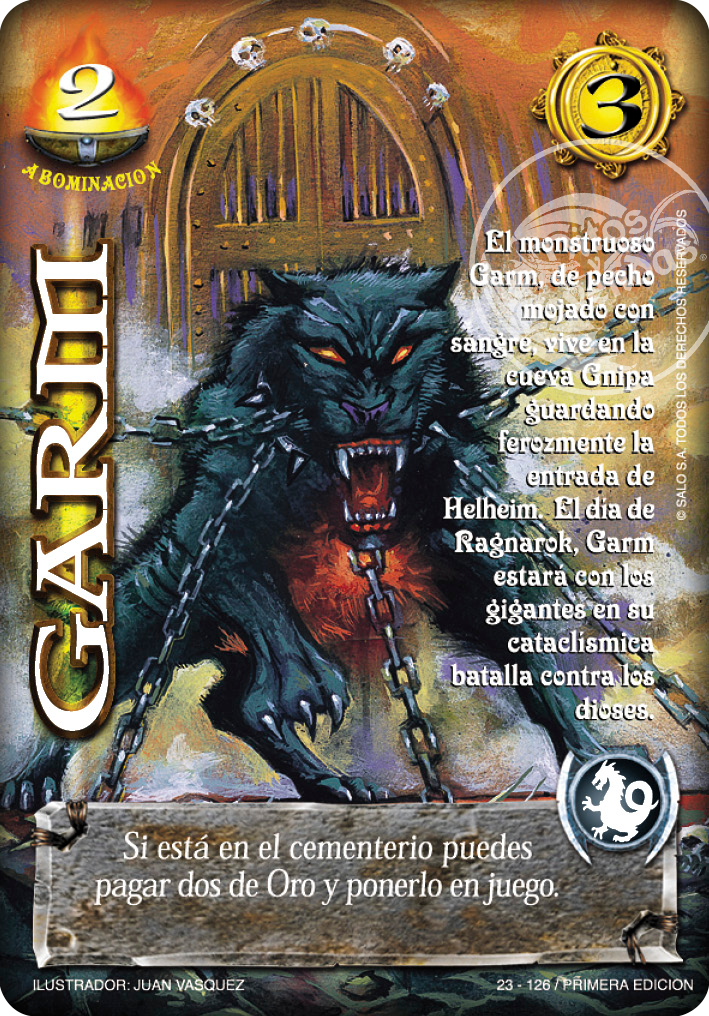 2
3
ABOMINACION
GARM
El monstruoso
Garm, de pecho
mojado con
sangre, vive en la
cueva Gnipa
guardando
ferozmente la
entrada de
Helheim. El día de
Ragnarok, Garm
estara con los
gigantes en su
cataclismica
batalla contra los
dioses.
© SALO S.A. TODOS LOS DERECHOS RESERVADOS
Si está en el cementerio puedes
pagar dos de Oro y ponerlo en juego.
ILUSTRADOR: JUAN VASQUEZ
23 - 126 / PRIMERA EDICION